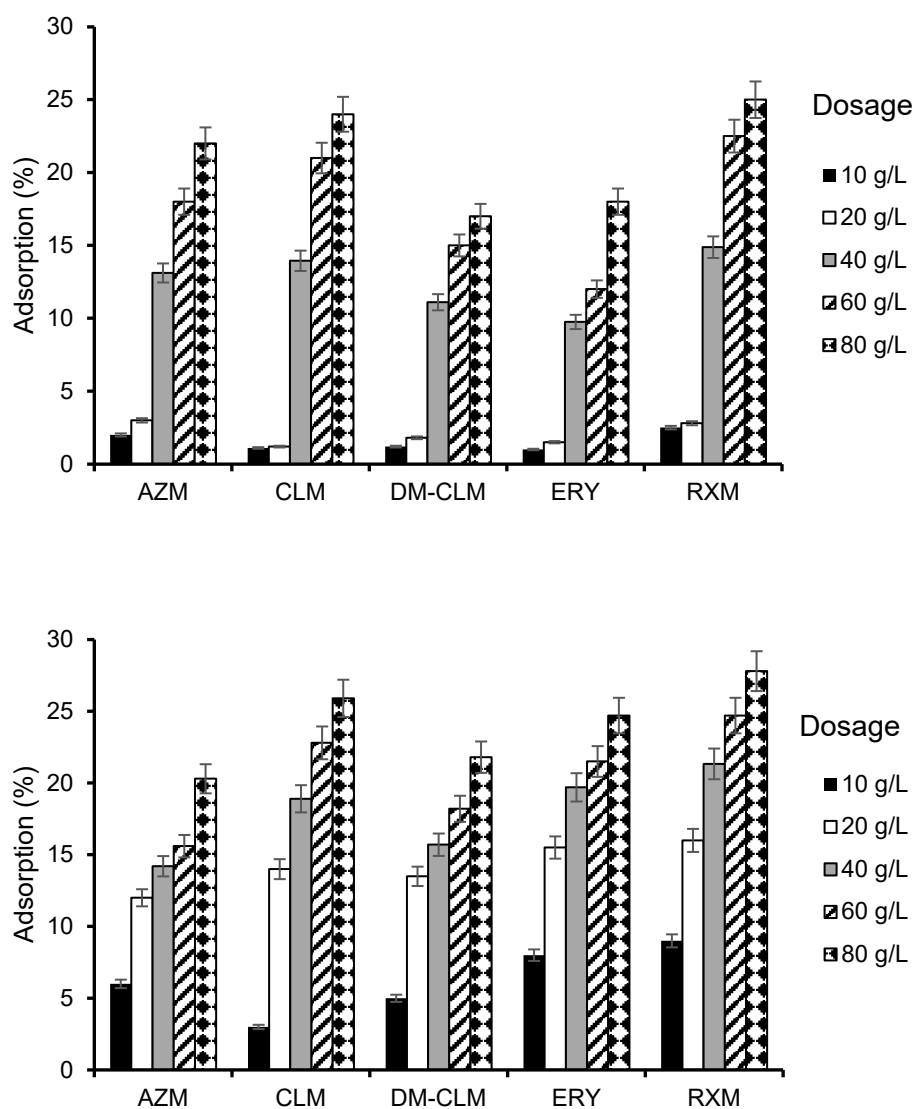 30
25
20
15
10
5
0
Adsorption (%)
AZM CLM DM-CLM ERY RXM
Dosage
10 g/L
20 g/L
40 g/L
60 g/L
80 g/L
30
25
20
15
10
5
0
Adsorption (%)
AZM CLM DM-CLM ERY RXM
Dosage
10 g/L
20 g/L
40 g/L
60 g/L
80 g/L